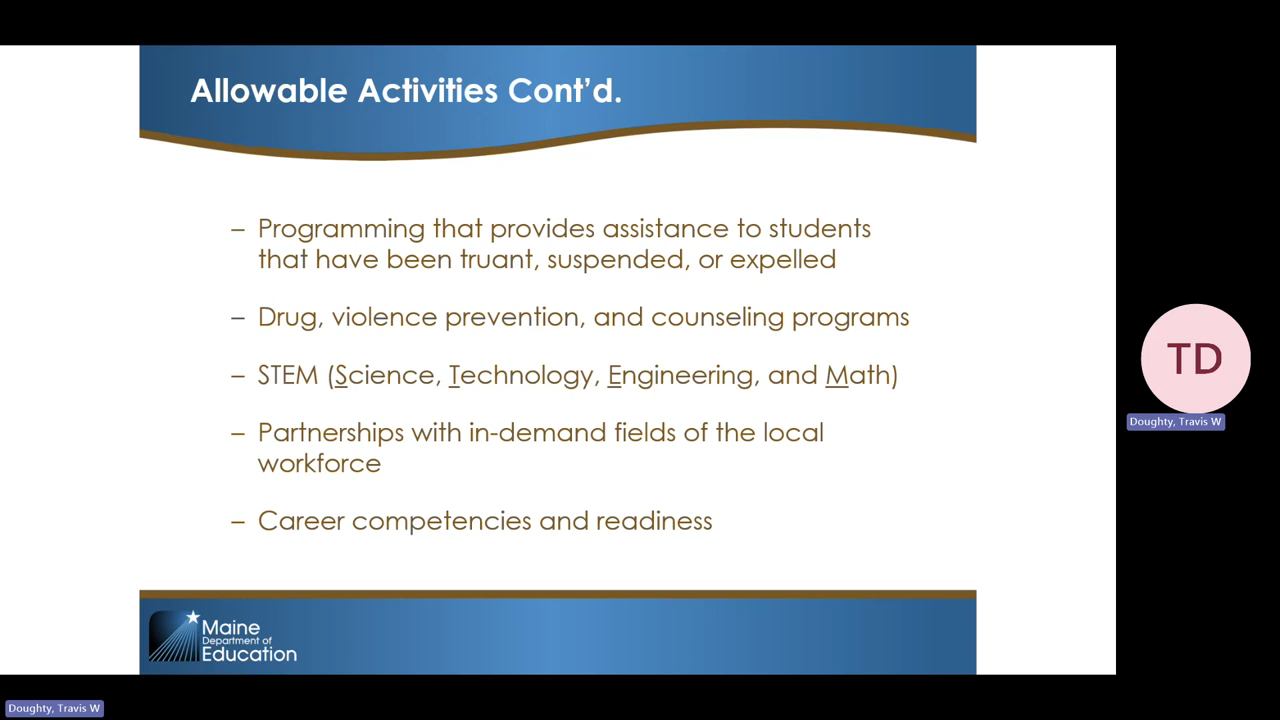 Allowable Activities Cont’d.
– Programming that provides assistance to students
that have been truant, suspended, or expelled
– Drug, violence prevention, and counseling programs
– STEM (Science, Technology, Engineering, and Math)
– Partnerships with in-demand fields of the local
workforce
– Career competencies and readiness
Maine
Department of
Education
TD
Doughty, Travis W
Doughty, Travis W